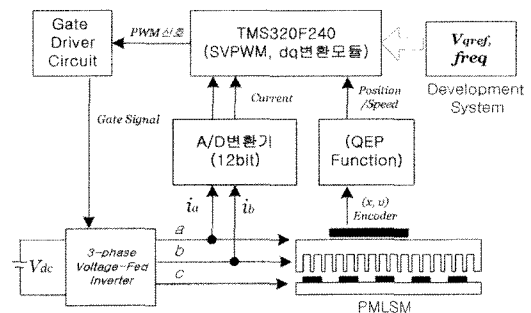 Gate
Driver
Circuit
PWM신호
TMS320F240
(SVPWM, dq변환모듈)
Vqref,
freq
Development
System
Gate Signal
Current
Position
/Speed
A/D변환기
(12bit)
(QEP
Function)
ia
ib
(x, v)
Encoder
Vdc
3-phase
Voltage-Fed
Inverter
a
b
c
PMLSM